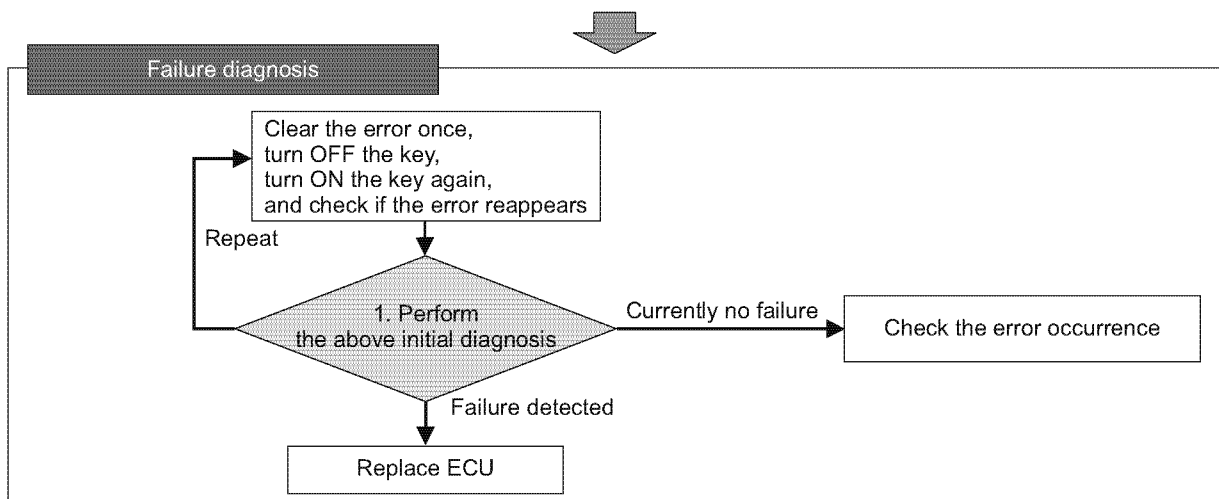 Failure diagnosis
Clear the error once,
turn OFF the key,
turn ON the key again,
and check if the error reappears
Repeat
1. Perform
the above initial diagnosis
Currently no failure
Check the error occurrence
Failure detected
Replace ECU